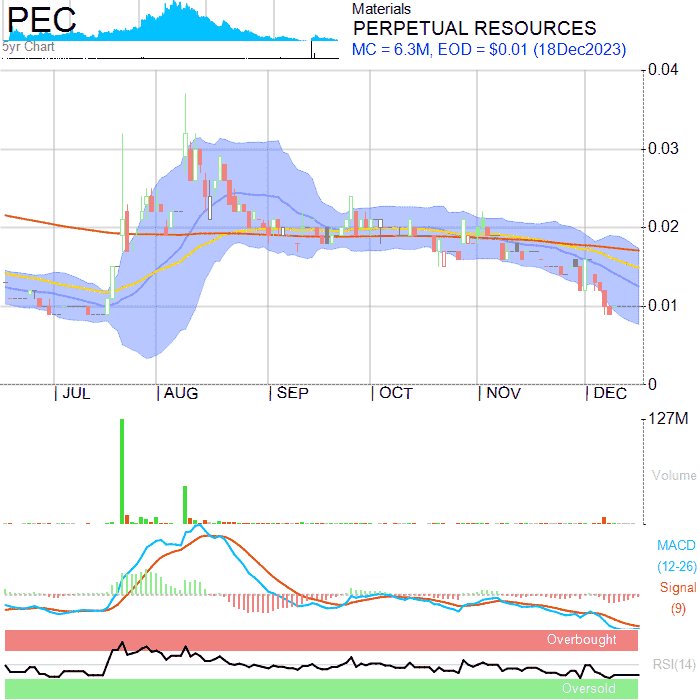 PEC
5yr Chart
Materials
PERPETUAL RESOURCES
MC = 6.3M, EOD = $0.01 (18Dec2023)
0.04
0.03
0.02
0.01
0
JUL AUG SEP OCT NOV DEC
127M
Volume
MACD
(12-26)
Signal
(9)
Overbought
RSI(14)
Oversold